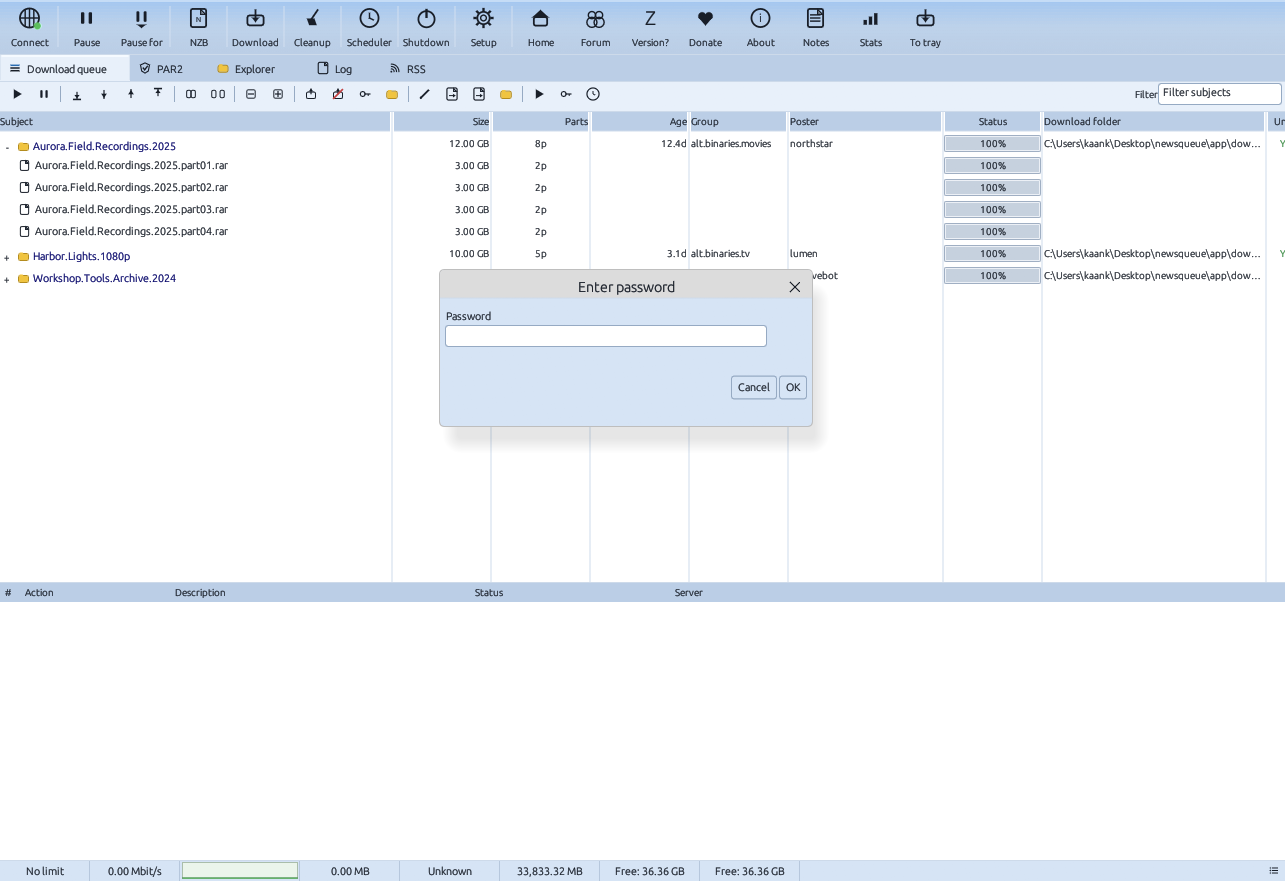 Connect Pause Pause for NZB Download Cleanup Scheduler Shutdown Setup Home Forum Version? Donate About Notes Stats To tray
Download queue PAR2 Explorer Log RSS
Filter Filter subjects
Subject Size Parts Age Group Poster Status Download folder Un
- Aurora.Field.Recordings.2025 12.00 GB 8p 12.4d alt.binaries.movies northstar 100% C:\Users\kaank\Desktop\newsqueue\app\dow... Y
Aurora.Field.Recordings.2025.part01.rar 3.00 GB 2p 100%
Aurora.Field.Recordings.2025.part02.rar 3.00 GB 2p 100%
Aurora.Field.Recordings.2025.part03.rar 3.00 GB 2p 100%
Aurora.Field.Recordings.2025.part04.rar 3.00 GB 2p 100%
+ Harbor.Lights.1080p 10.00 GB 5p 3.1d alt.binaries.tv lumen 100% C:\Users\kaank\Desktop\newsqueue\app\dow... Y
+ Workshop.Tools.Archive.2024 vebot 100% C:\Users\kaank\Desktop\newsqueue\app\dow...
Enter password
Password
Cancel OK
# Action Description Status Server
No limit 0.00 Mbit/s 0.00 MB Unknown 33,833.32 MB Free: 36.36 GB Free: 36.36 GB